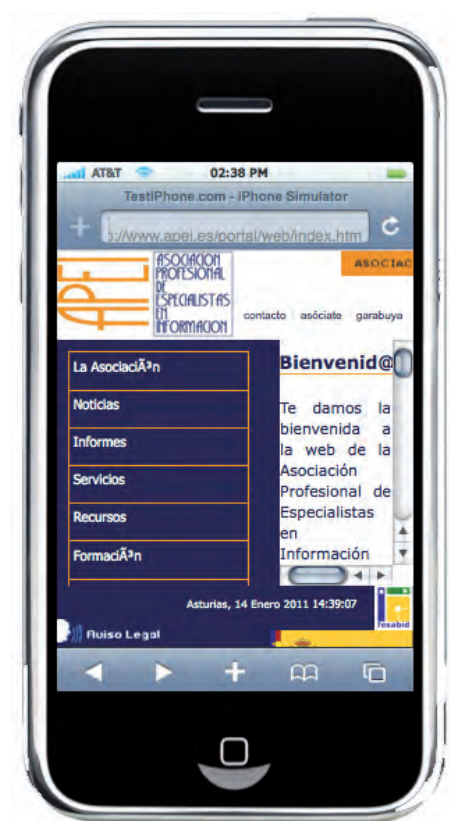 AT&T 02:38 PM
TestiPhone.com - iPhone Simulator
p://www.apei.es/portal/web/index.htm
APEI
ASOCIACION
PROFESIONAL
DE
ESPECIALISTAS
EN
INFORMACION
ASOCIAC
contacto asóciate garabuya
La AsociaciÃ³n
Noticias
Informes
Servicios
Recursos
FormaciÃ³n
Bienvenid@
Te damos la
bienvenida a
la web de la
Asociación
Profesional de
Especialistas
en
Información
Asturias, 14 Enero 2011 14:39:07
fesabid
Aviso Legal